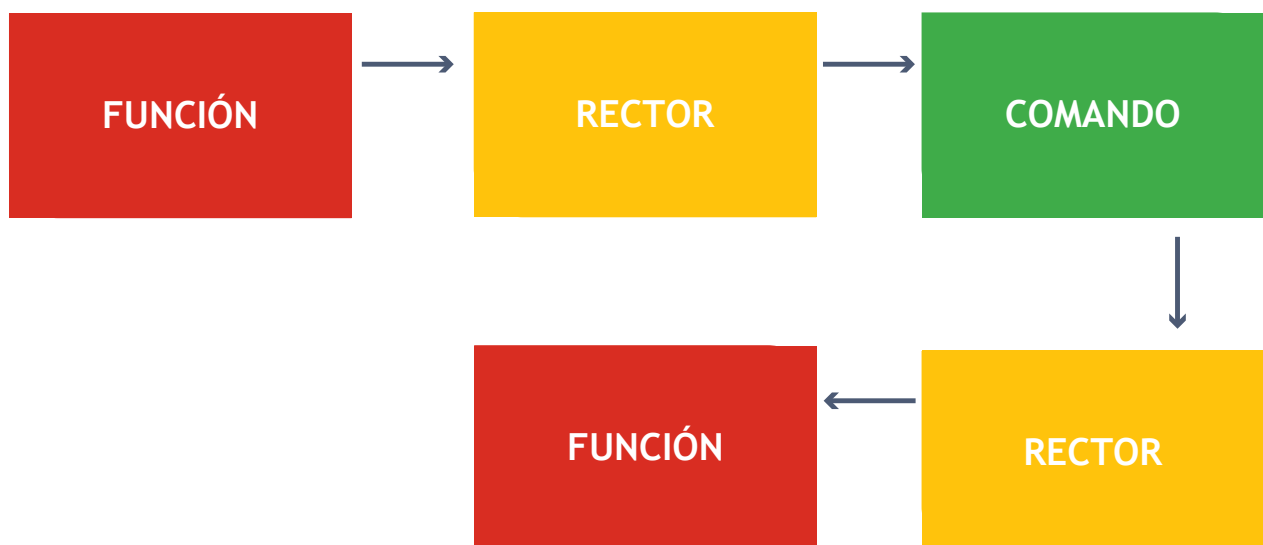 FUNCIÓN
RECTOR
COMANDO
RECTOR
FUNCIÓN